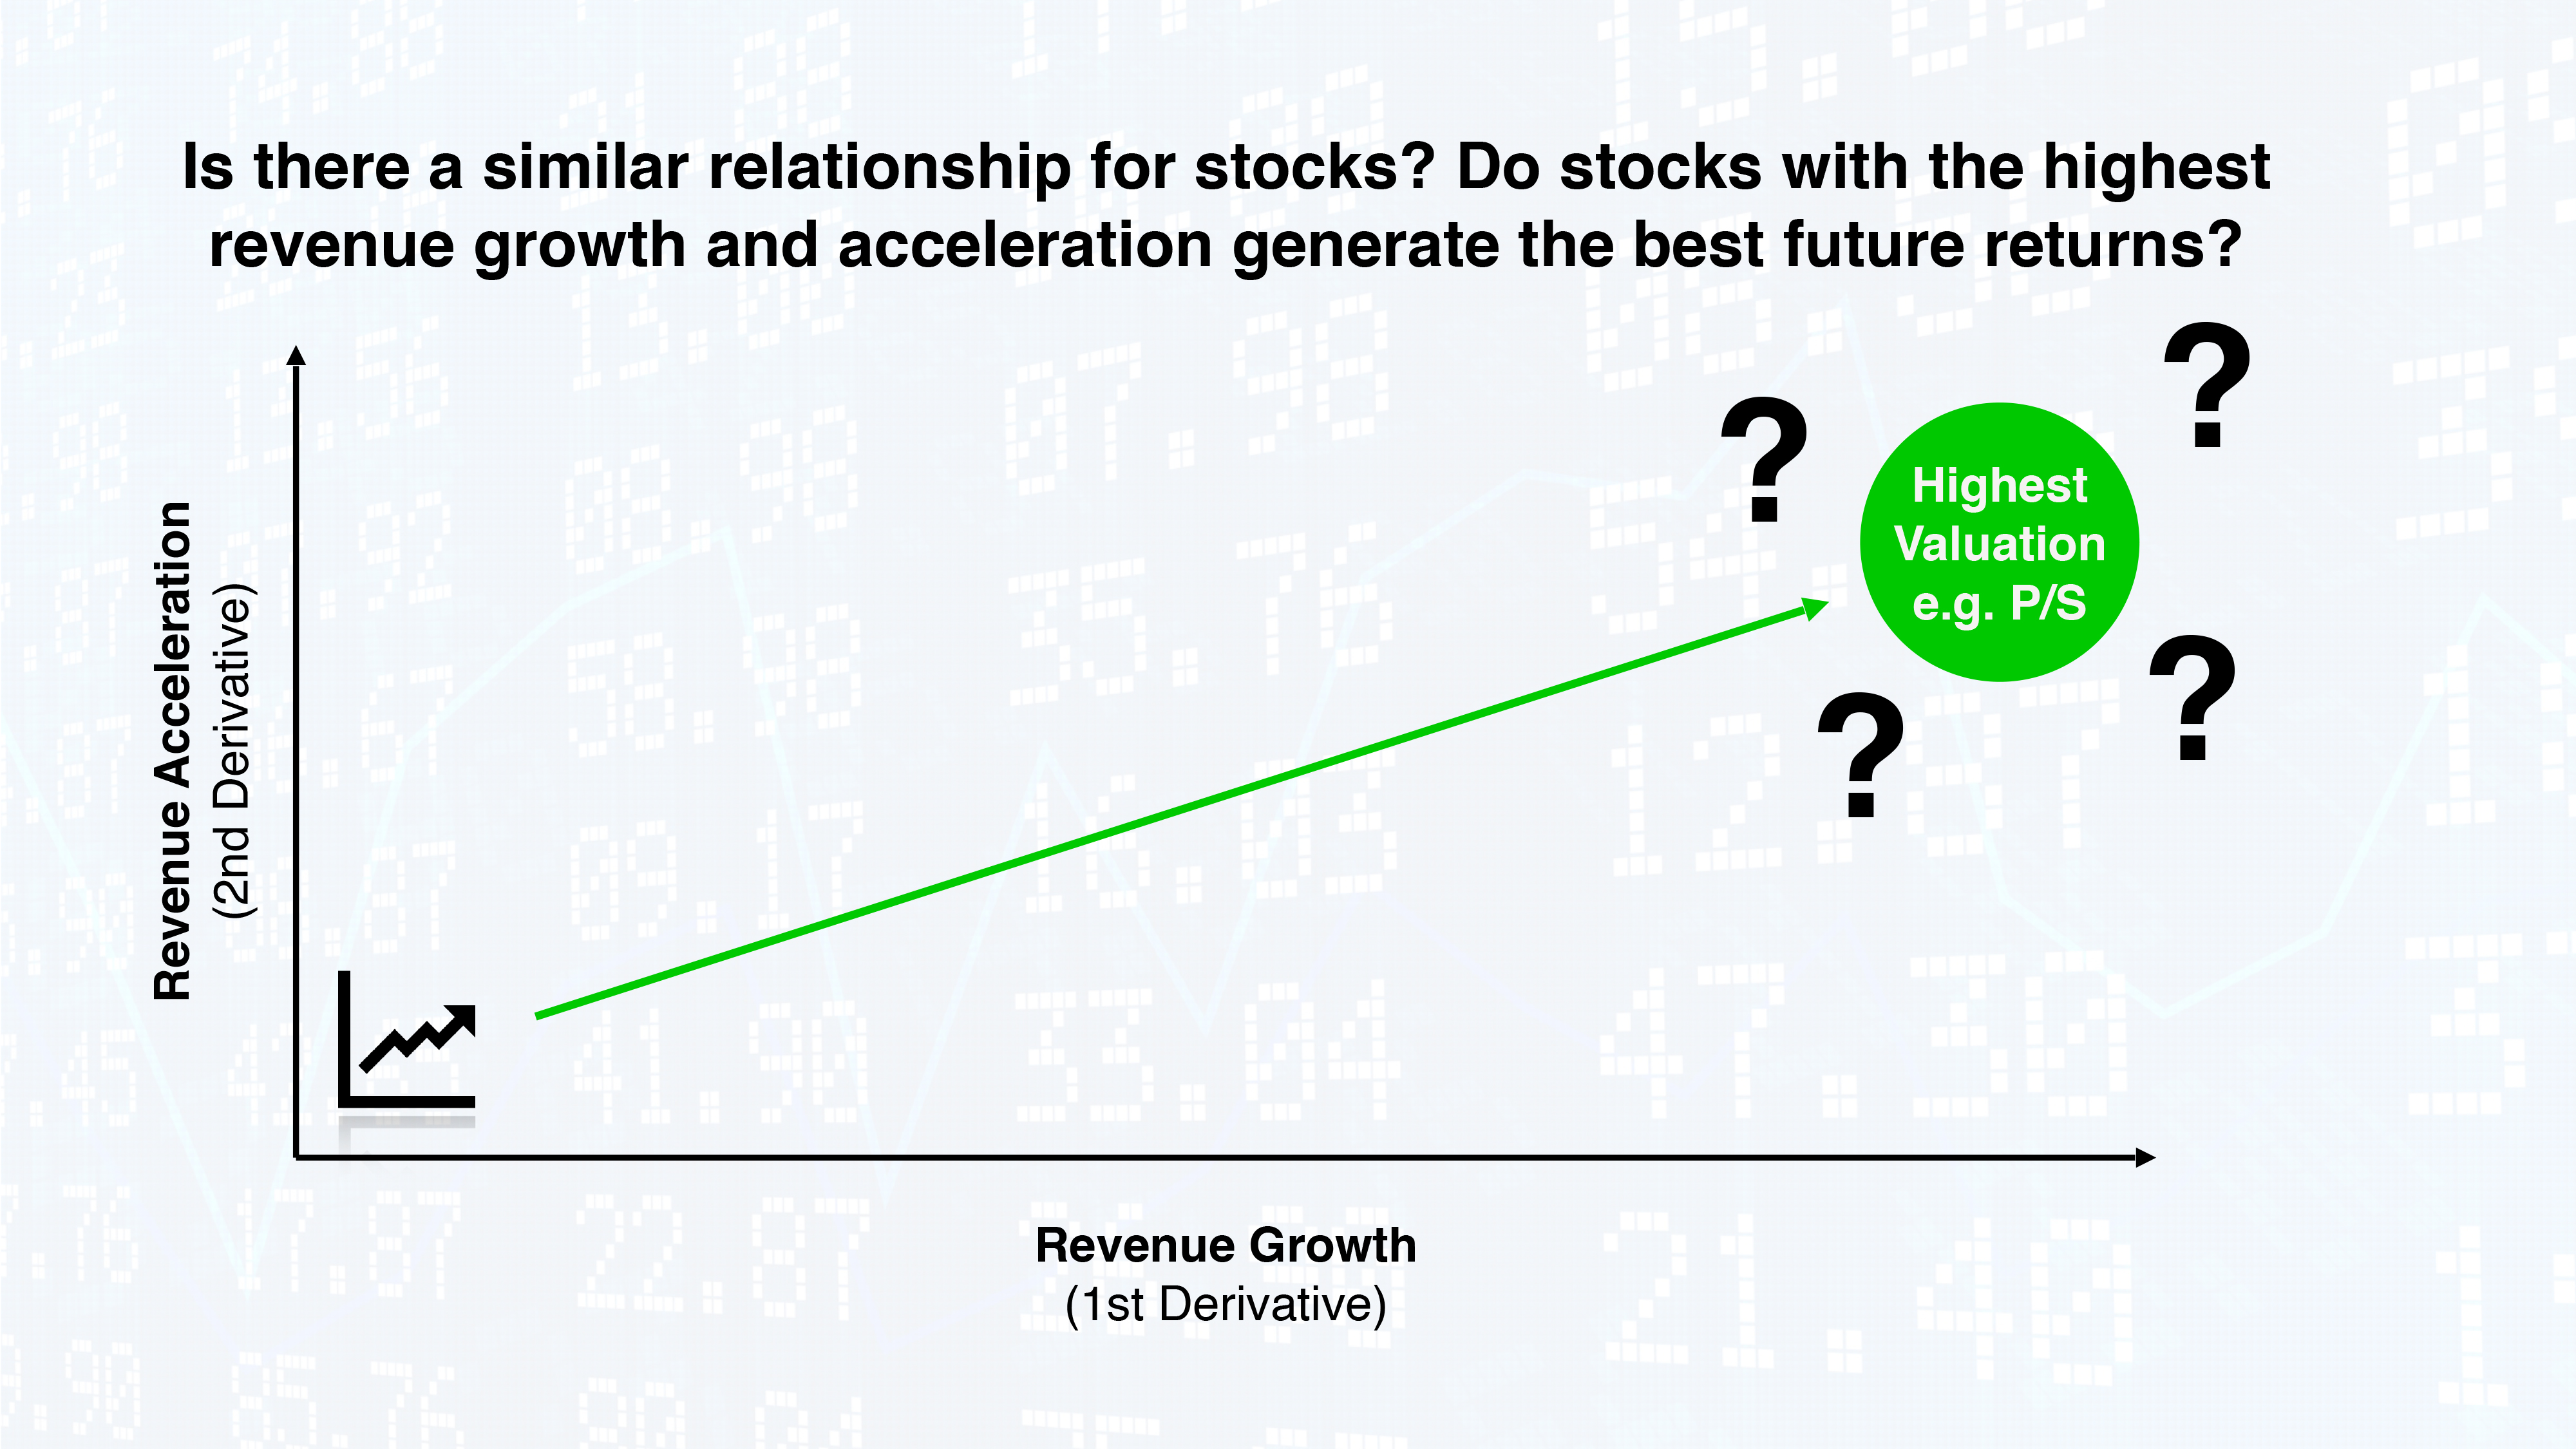 Is there a similar relationship for stocks? Do stocks with the highest
revenue growth and acceleration generate the best future returns?
?
?
Highest
Valuation
e.g. P/S
?
?
Revenue Acceleration
(2nd Derivative)
Revenue Growth
(1st Derivative)